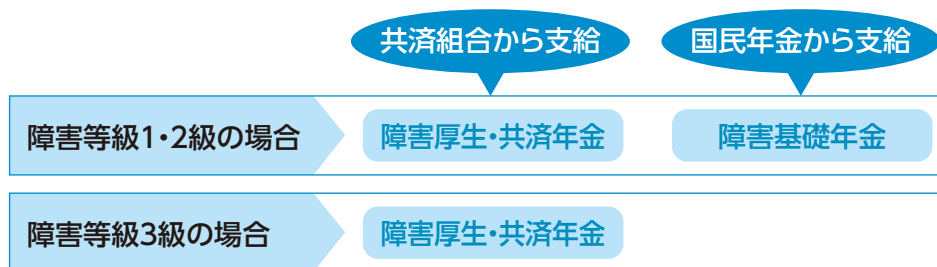 共済組合から支給
国民年金から支給
障害等級1・2級の場合
障害厚生・共済年金
障害基礎年金
障害等級3級の場合
障害厚生・共済年金